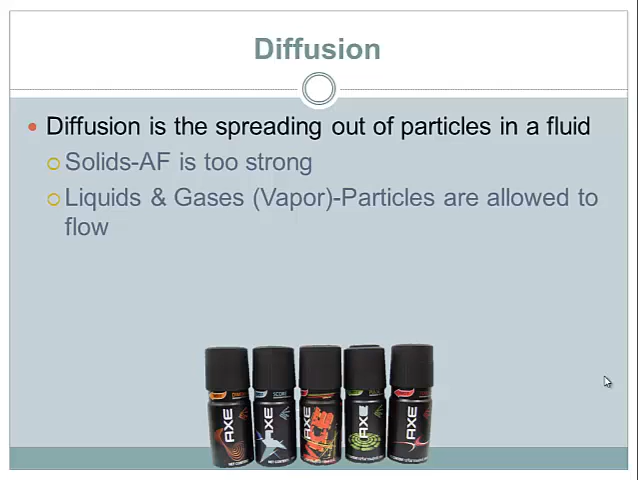 Diffusion
Diffusion is the spreading out of particles in a fluid
Solids-AF is too strong
Liquids & Gases (Vapor)-Particles are allowed to
flow
AXE AXE AXE AXE AXE